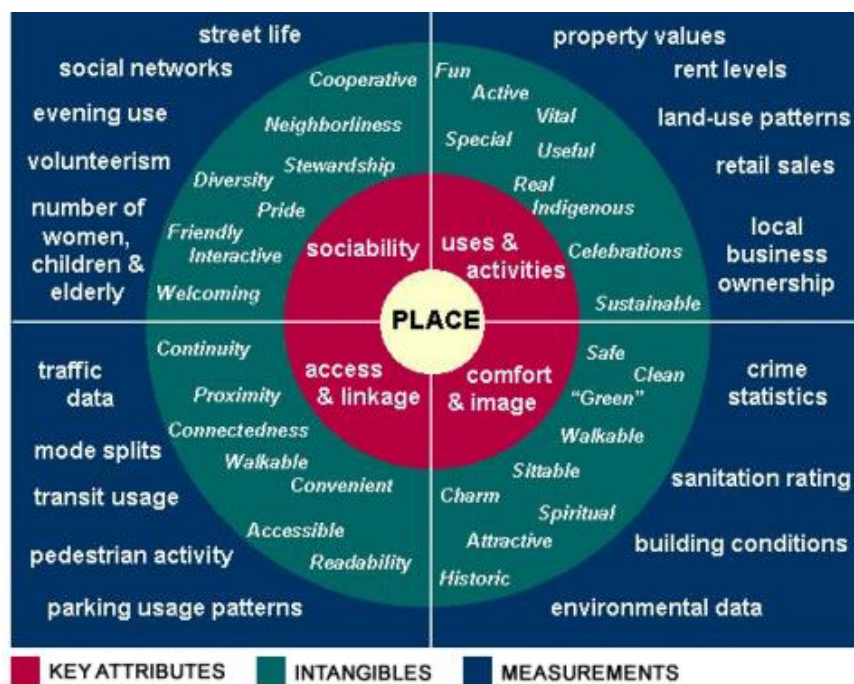 street life
social networks
evening use
volunteerism
number of
women,
children &
elderly
Cooperative
Neighborliness
Stewardship
Diversity
Pride
Friendly
Interactive
Welcoming
sociability
property values
rent levels
land-use patterns
retail sales
local
business
ownership
Fun
Active
Vital
Special
Useful
Real
Indigenous
Celebrations
Sustainable
uses &
activities
PLACE
traffic
data
mode splits
transit usage
pedestrian activity
parking usage patterns
Continuity
Proximity
Connectedness
Walkable
Convenient
Accessible
Readability
access
& linkage
comfort
& image
Safe
Clean
“Green”
Walkable
Sittable
Charm
Spiritual
Attractive
Historic
crime
statistics
sanitation rating
building conditions
environmental data
KEY ATTRIBUTES
INTANGIBLES
MEASUREMENTS